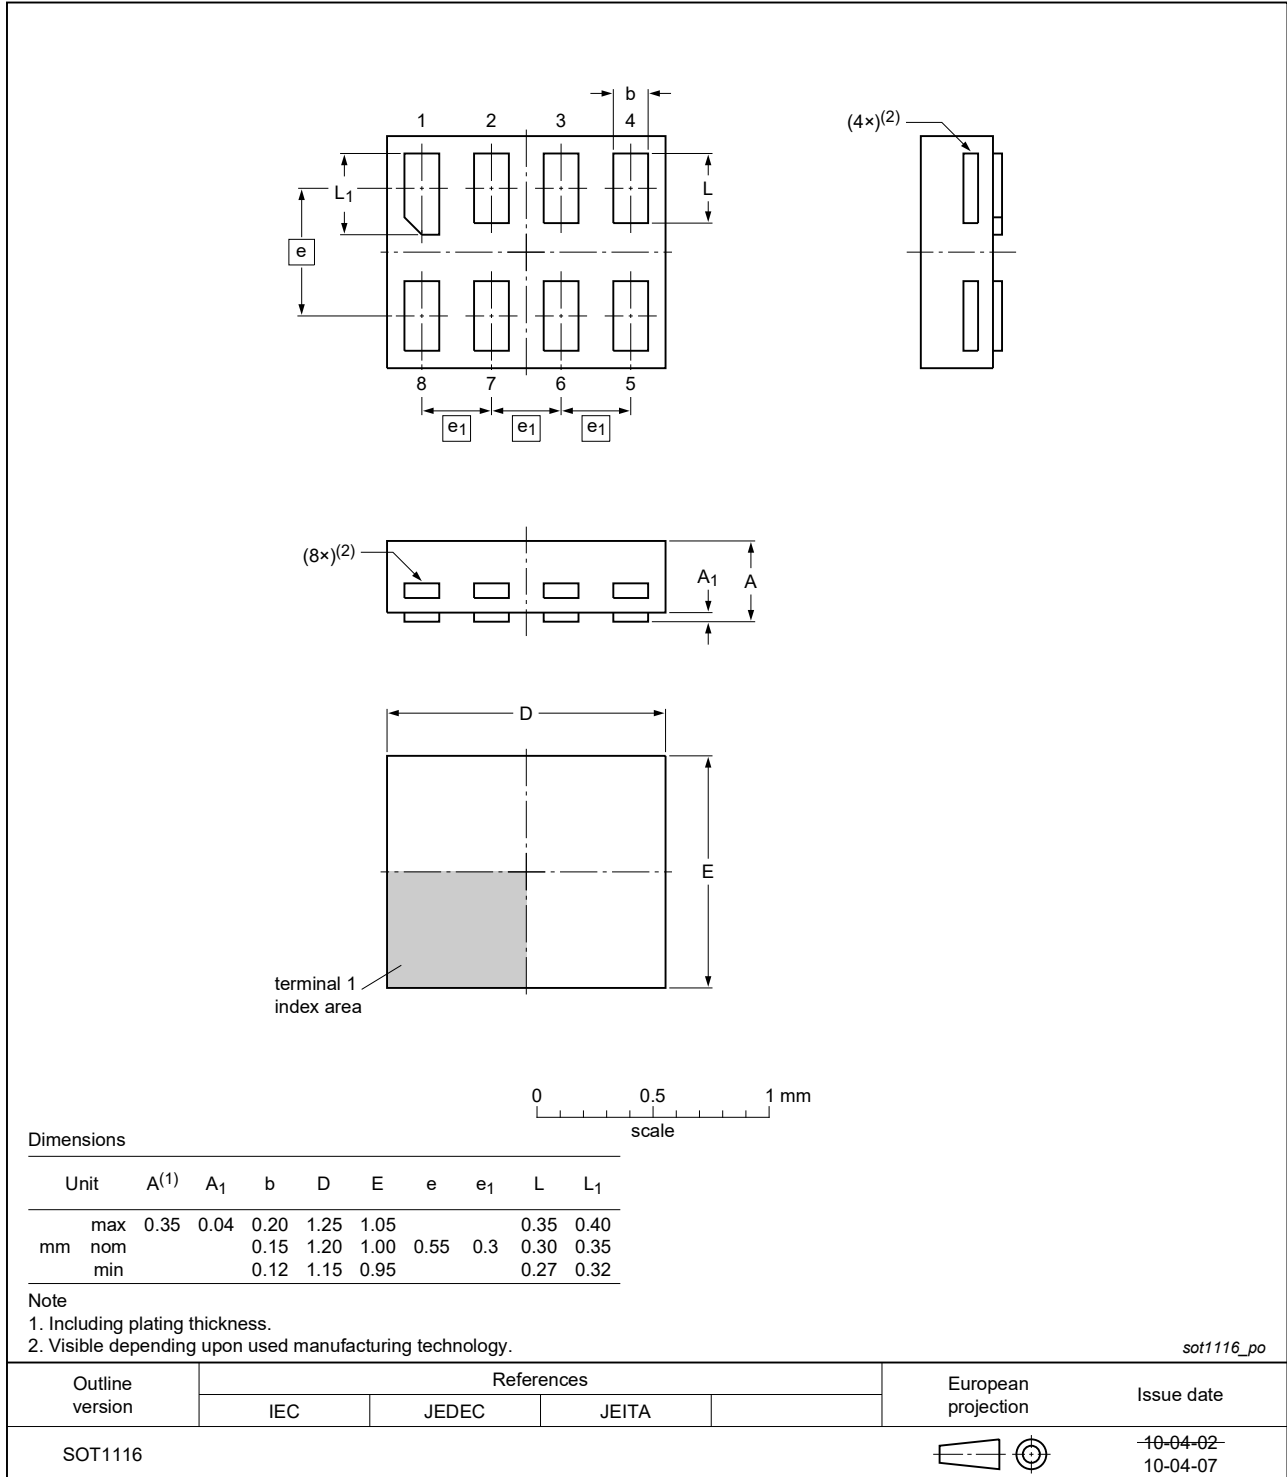 b
1 2 3 4
(4×)(2)
L1
L
e
8 7 6 5
e1 e1 e1
(8×)(2)
A1 A
D
E
terminal 1
index area
0 0.5 1 mm
scale
Dimensions
Unit A(1) A1 b D E e e1 L L1
max 0.35 0.04 0.20 1.25 1.05 0.35 0.40
mm nom 0.15 1.20 1.00 0.55 0.3 0.30 0.35
min 0.12 1.15 0.95 0.27 0.32
Note
1. Including plating thickness.
2. Visible depending upon used manufacturing technology.
sot1116_po
Outline
version
References
IEC JEDEC JEITA
European
projection
Issue date
SOT1116
10-04-02
10-04-07